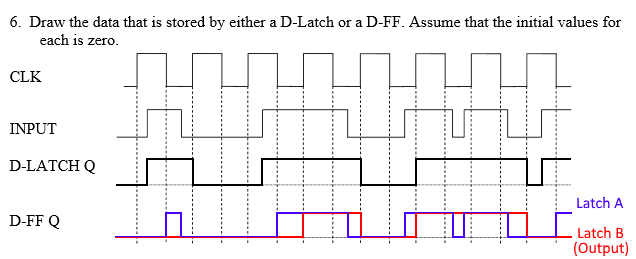 6. Draw the data that is stored by either a D-Latch or a D-FF. Assume that the initial values for
each is zero.
CLK
INPUT
D-LATCH Q
Latch A
D-FF Q
Latch B
(Output)